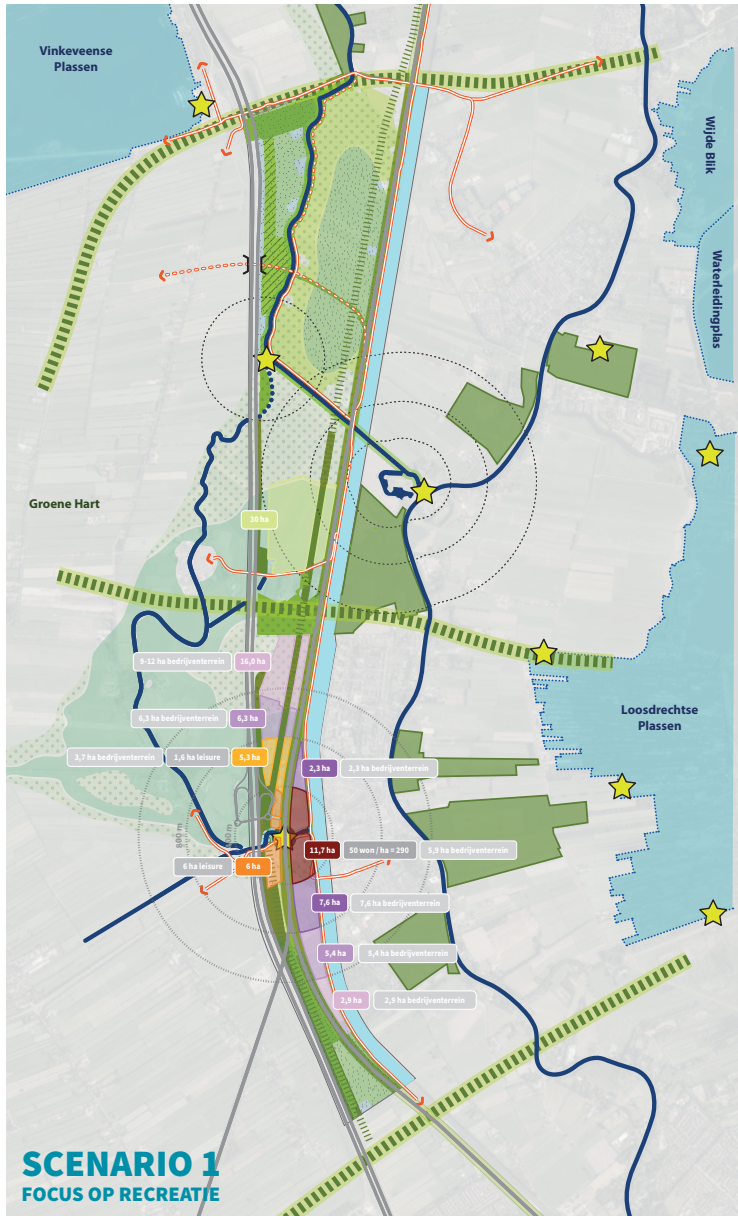 Vinkeveense
Plassen
Wijde Blik
Waterleidingplas
Groene Hart
30 ha
9-12 ha bedrijventerrein 16,0 ha
6,3 ha bedrijventerrein 6,3 ha
Loosdrechtse
Plassen
3,7 ha bedrijventerrein 1,6 ha leisure 5,3 ha
2,3 ha 2,3 ha bedrijventerrein
800 m
11,7 ha 50 won / ha = 290 5,9 ha bedrijventerrein
6 ha leisure 6 ha
7,6 ha 7,6 ha bedrijventerrein
5,4 ha 5,4 ha bedrijventerrein
2,9 ha 2,9 ha bedrijventerrein
SCENARIO 1
FOCUS OP RECREATIE